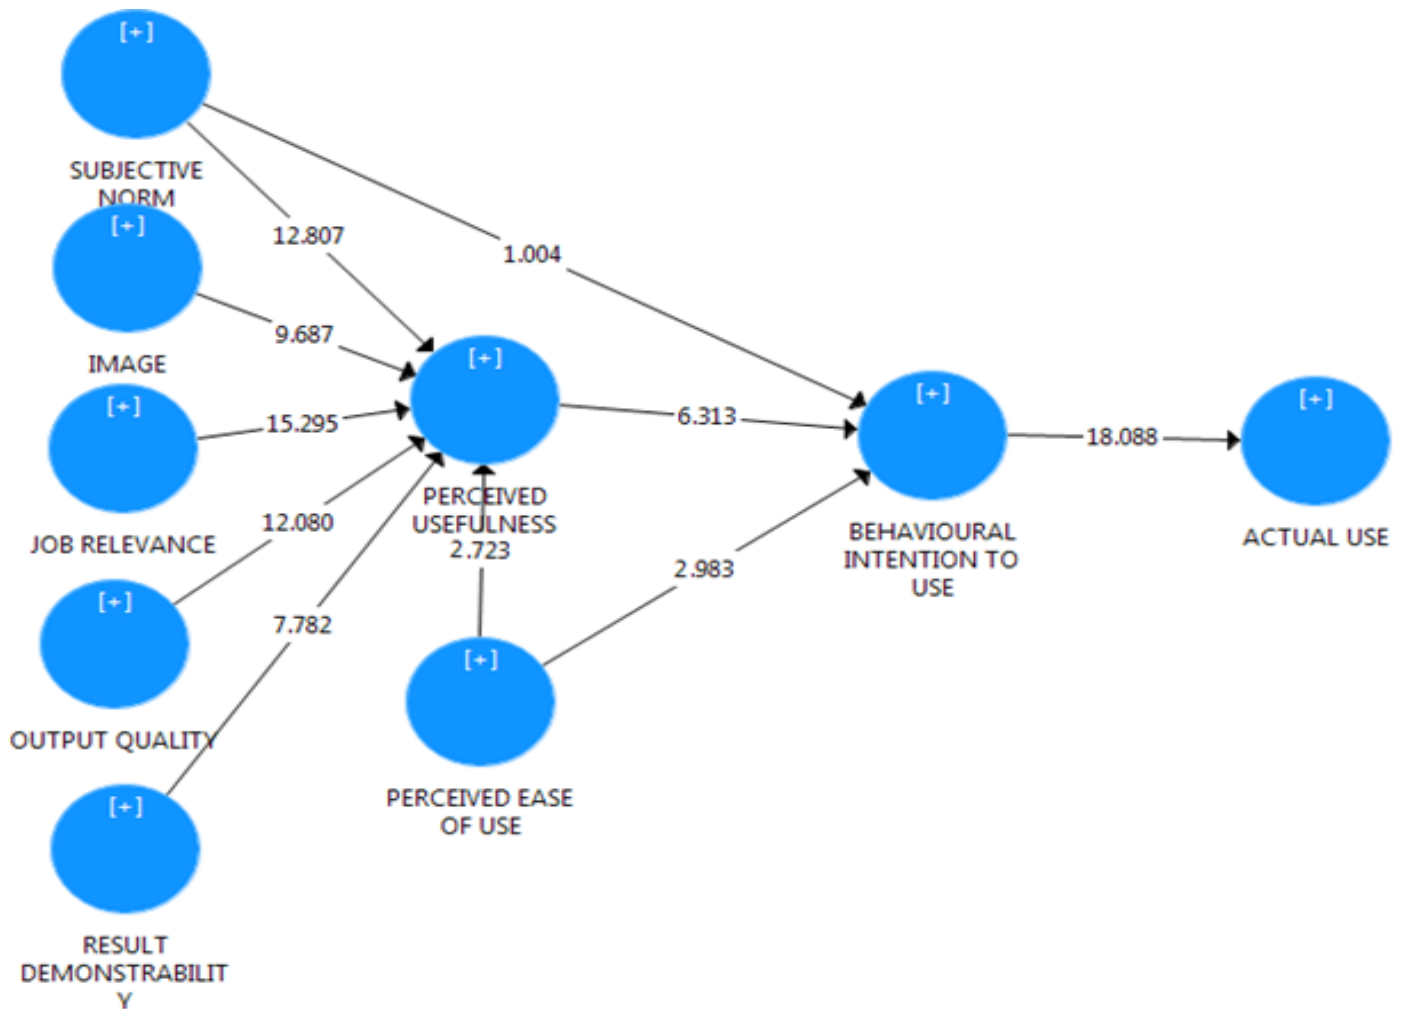 [+]
SUBJECTIVE
NORM
[+]
IMAGE
[+]
JOB RELEVANCE
[+]
OUTPUT QUALITY
[+]
RESULT
DEMONSTRABILIT
Y
12.807
1.004
9.687
15.295
12.080
7.782
[+]
PERCEIVED
USEFULNESS
2.723
[+]
PERCEIVED EASE
OF USE
6.313
2.983
[+]
BEHAVIOURAL
INTENTION TO
USE
18.088
[+]
ACTUAL USE